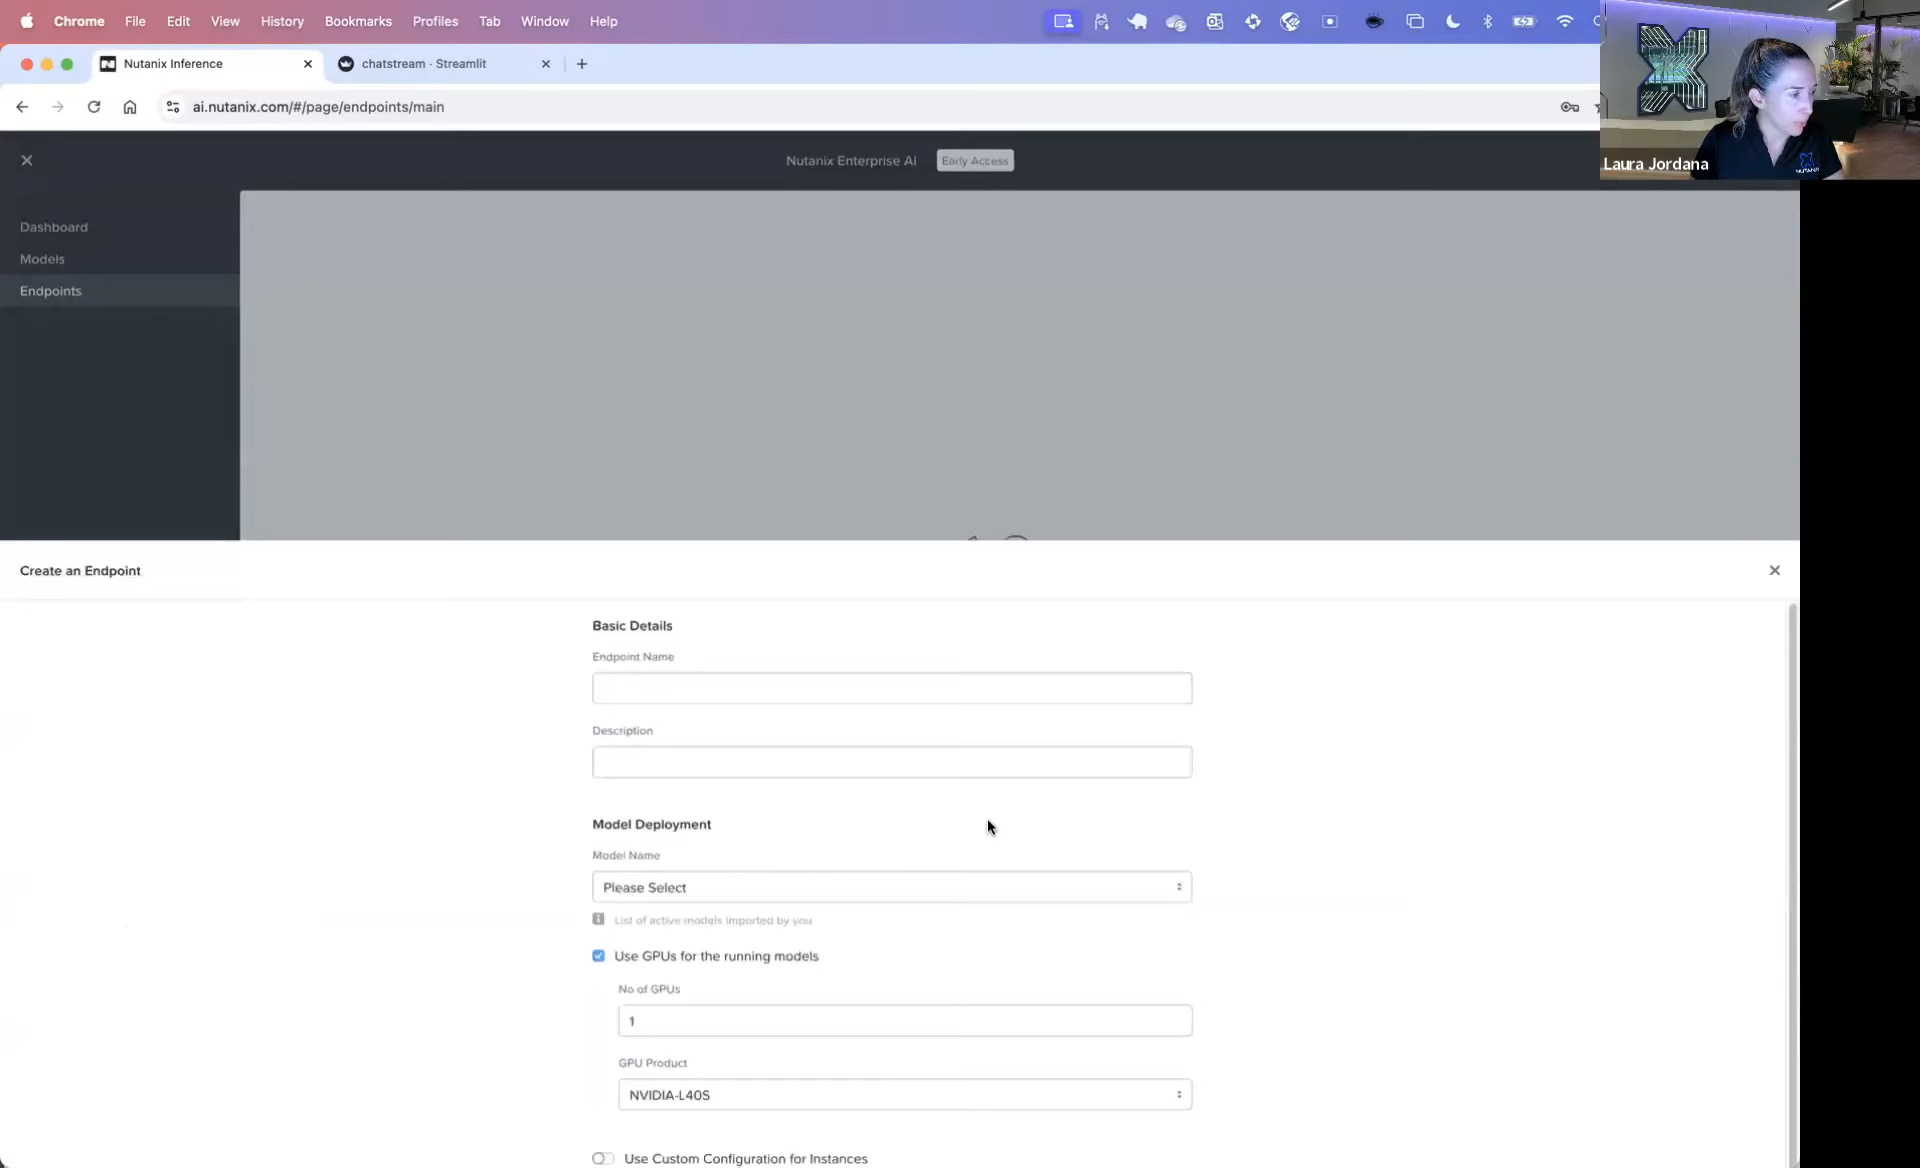 Chrome File Edit View History Bookmarks Profiles Tab Window Help
Nutanix Inference
chatstream · Streamlit
ai.nutanix.com/#/page/endpoints/main
Laura Jordana
NUTANIX
Nutanix Enterprise AI Early Access
Dashboard
Models
Endpoints
Create an Endpoint
Basic Details
Endpoint Name
Description
Model Deployment
Model Name
Please Select
List of active models imported by you
Use GPUs for the running models
No of GPUs
1
GPU Product
NVIDIA-L40S
Use Custom Configuration for Instances